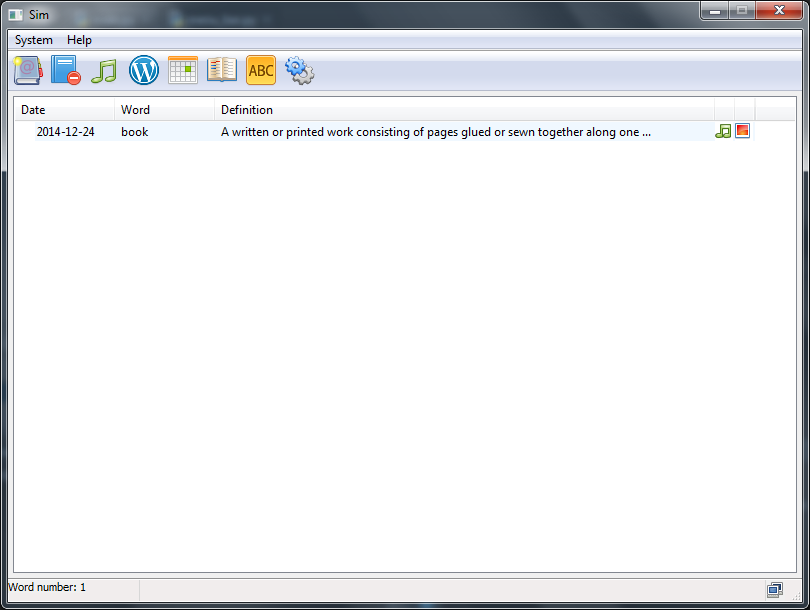 Sim
System Help
ABC
Date Word Definition
2014-12-24 book A written or printed work consisting of pages glued or sewn together along one ...
Word number: 1